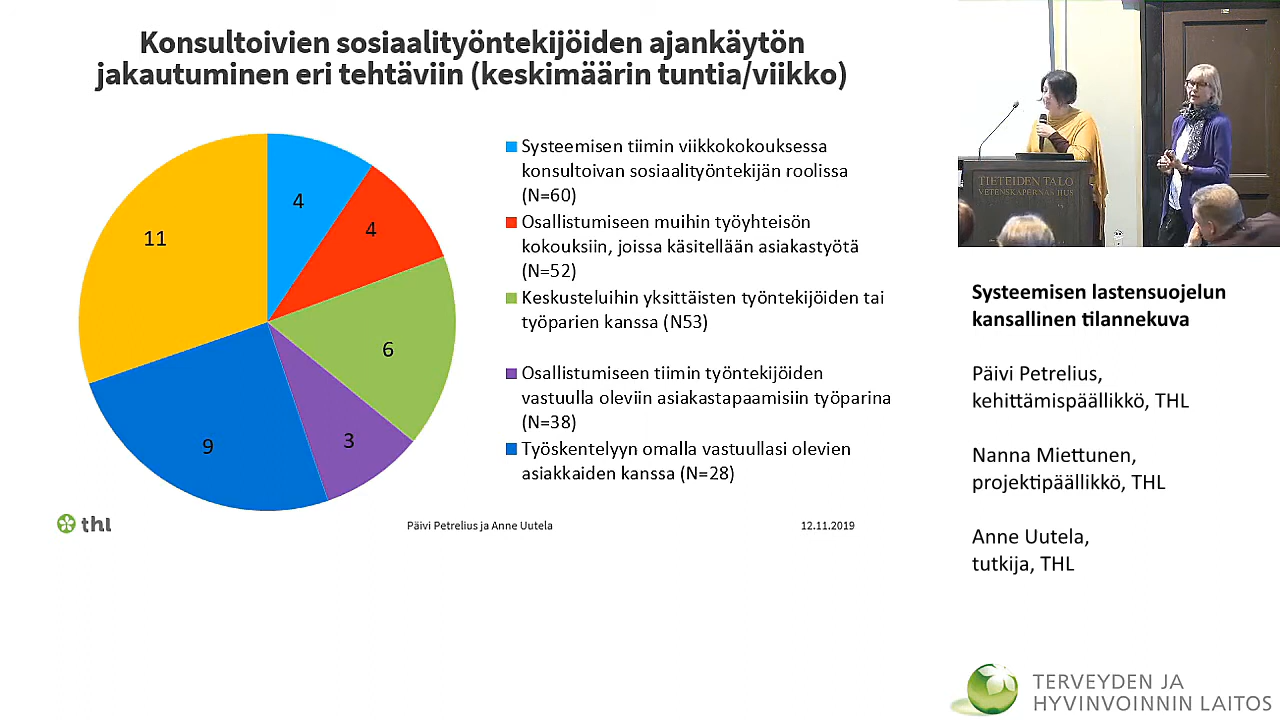 Konsultoivien sosiaalityöntekijöiden ajankäytön
jakautuminen eri tehtäviin (keskimäärin tuntia/viikko)
4
4
6
3
9
11
Systeemisen tiimin viikkokokouksessa
konsultoivan sosiaalityöntekijän roolissa
(N=60)
Osallistumiseen muihin työyhteisön
kokouksiin, joissa käsitellään asiakastyötä
(N=52)
Keskusteluihin yksittäisten työntekijöiden tai
työparien kanssa (N53)
Osallistumiseen tiimin työntekijöiden
vastuulla oleviin asiakastapaamisiin työparina
(N=38)
Työskentelyyn omalla vastuullasi olevien
asiakkaiden kanssa (N=28)
thl
Päivi Petrelius ja Anne Uutela
12.11.2019
TIETEIDEN TALO
VETENSKAPERNAS HUS
Systeemisen lastensuojelun
kansallinen tilannekuva
Päivi Petrelius,
kehittämispäällikkö, THL
Nanna Miettunen,
projektipäällikkö, THL
Anne Uutela,
tutkija, THL
TERVEYDEN JA
HYVINVOINNIN LAITOS